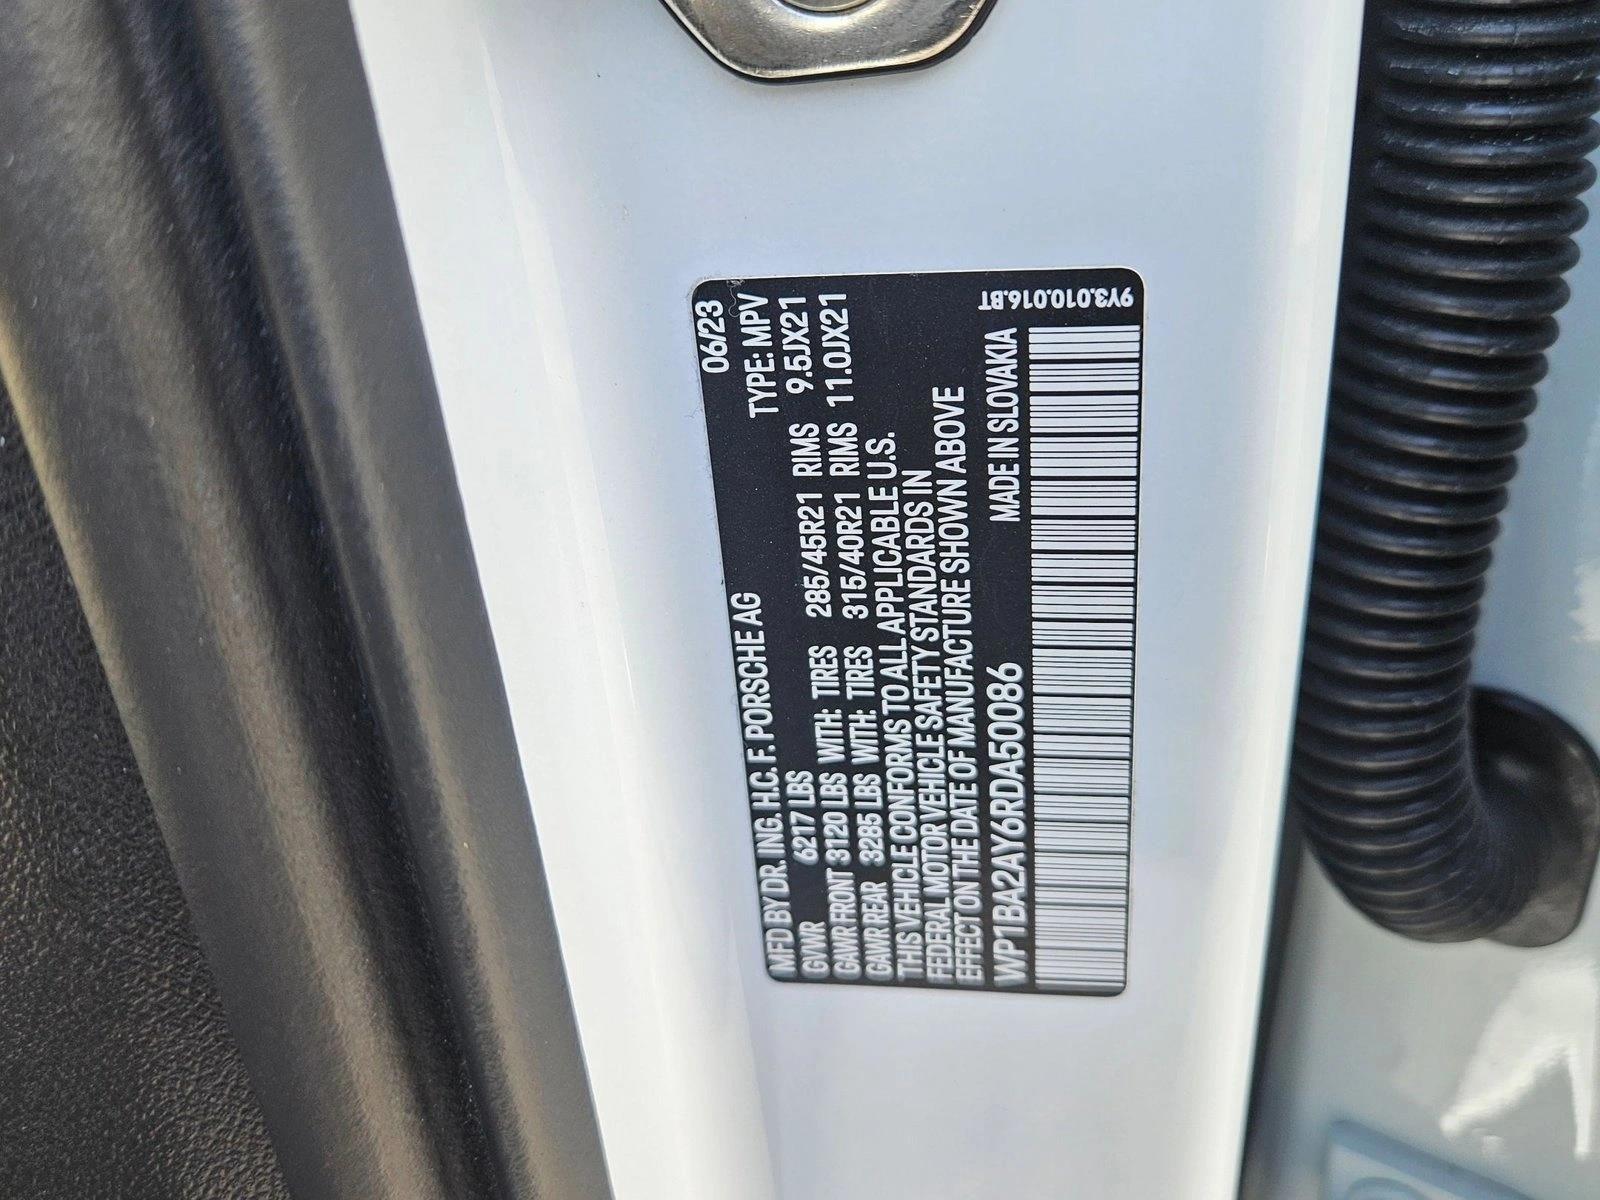 06/23
MFD BY DR. ING. H.C. F. PORSCHE AG TYPE: MPV
GVWR 6217 LBS
GAWR FRONT 3120 LBS WITH: TIRES 285/45R21 RIMS 9.5JX21
GAWR REAR 3285 LBS WITH: TIRES 315/40R21 RIMS 11.0JX21
THIS VEHICLE CONFORMS TO ALL APPLICABLE U.S.
FEDERAL MOTOR VEHICLE SAFETY STANDARDS IN
EFFECT ON THE DATE OF MANUFACTURE SHOWN ABOVE
WP1BA2AY6RDA50086 MADE IN SLOVAKIA
9Y3.010.016.BT